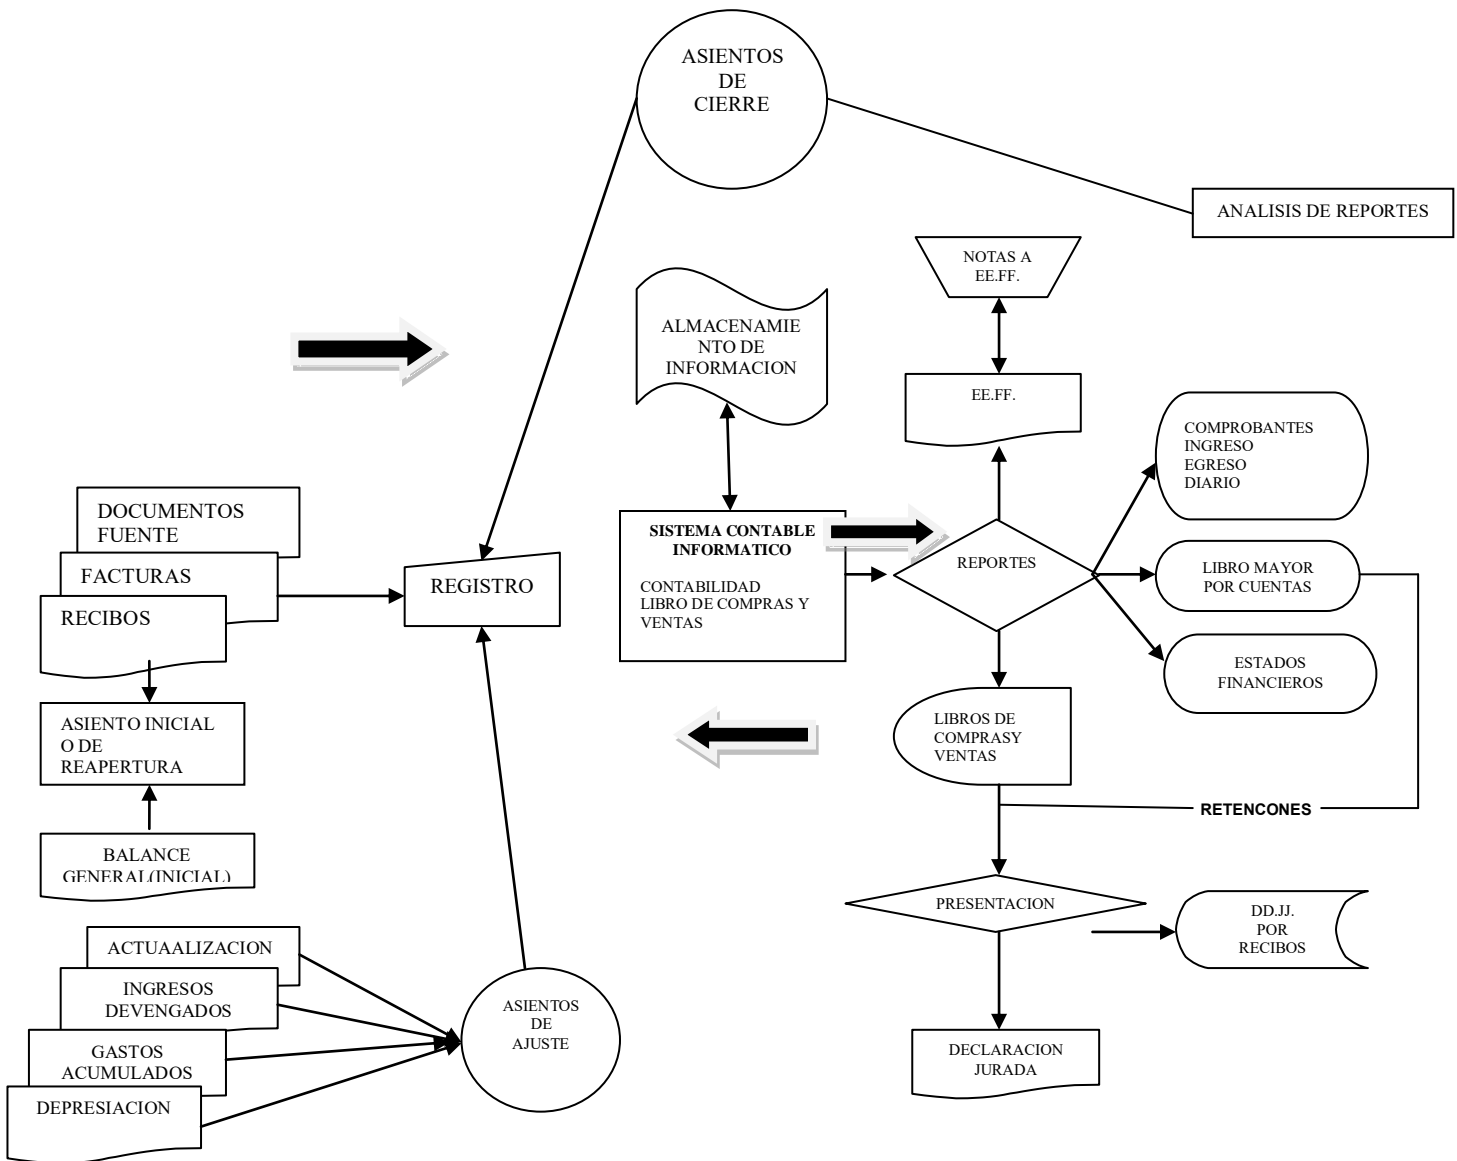 ASIENTOS
DE
CIERRE
ANALISIS DE REPORTES
NOTAS A
EE.FF.
ALMACENAMIE
NTO DE
INFORMACION
EE.FF.
COMPROBANTES
INGRESO
EGRESO
DIARIO
DOCUMENTOS
FUENTE
FACTURAS
RECIBOS
REGISTRO
SISTEMA CONTABLE
INFORMATICO
CONTABILIDAD
LIBRO DE COMPRAS Y
VENTAS
REPORTES
LIBRO MAYOR
POR CUENTAS
ESTADOS
FINANCIEROS
ASIENTO INICIAL
O DE
REAPERTURA
LIBROS DE
COMPRASY
VENTAS
RETENCONES
BALANCE
GENERAL(INICIAL)
PRESENTACION
DD.JJ.
POR
RECIBOS
ACTUAALIZACION
INGRESOS
DEVENGADOS
GASTOS
ACUMULADOS
DEPRESIACION
ASIENTOS
DE
AJUSTE
DECLARACION
JURADA